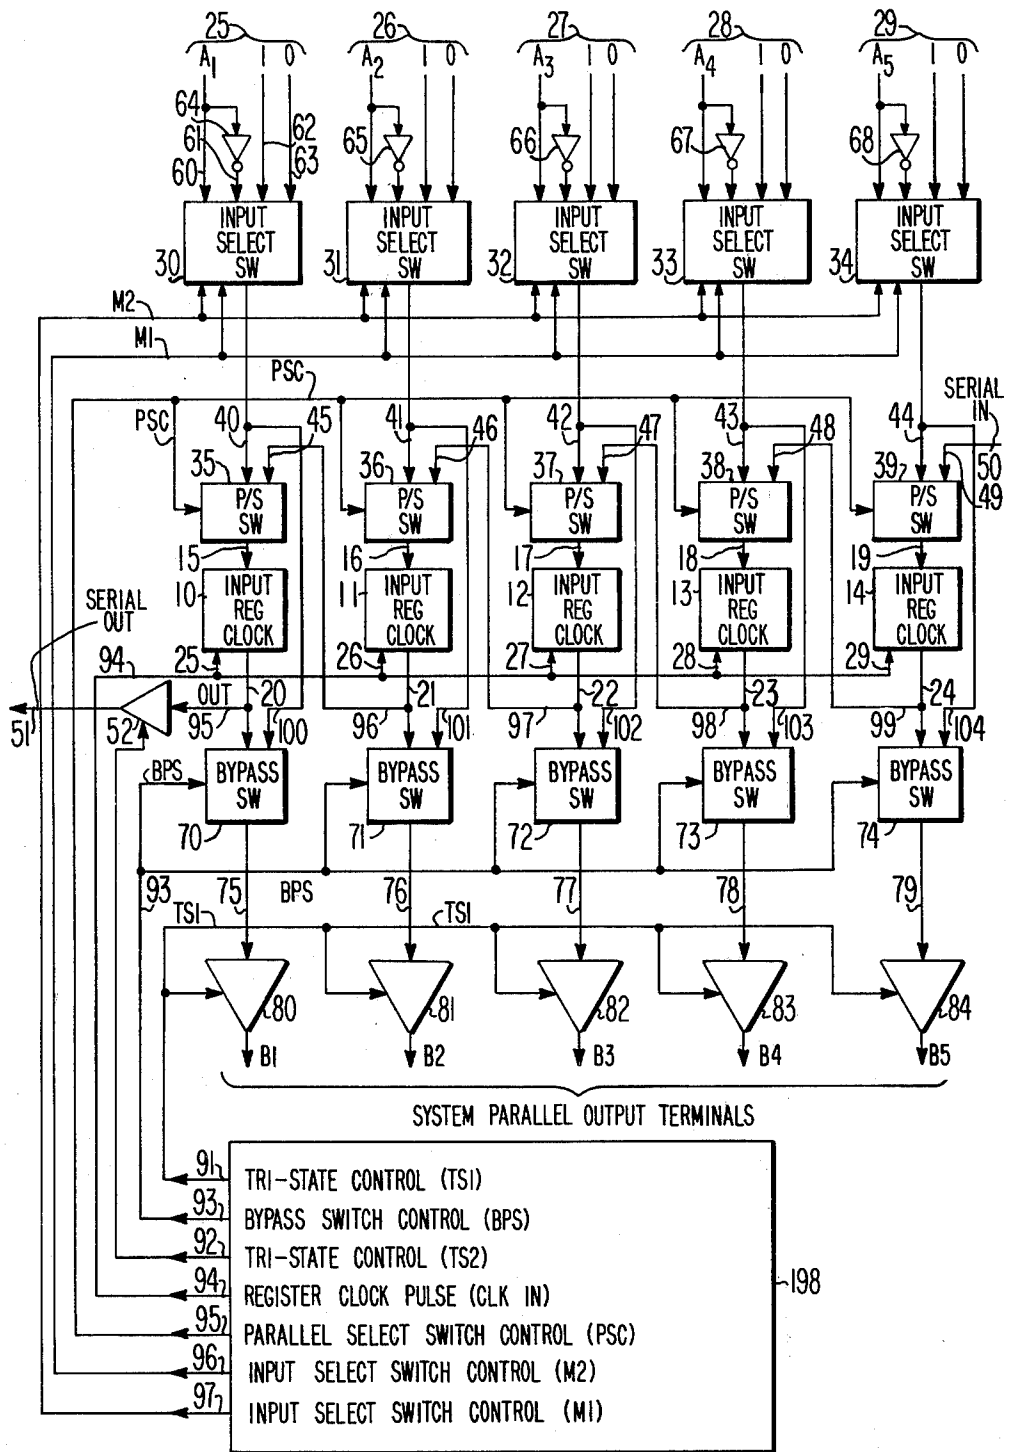 25 26 27 28 29
A1 1 0 A2 1 0 A3 1 0 A4 1 0 A5 1 0
64 65 66 67 68
61 62
60 63
INPUT SELECT SW INPUT SELECT SW INPUT SELECT SW INPUT SELECT SW INPUT SELECT SW
30 31 32 33 34
M2
M1
PSC
PSC
SERIAL IN
40 45 41 46 42 47 43 48 44 50
35 36 37 38 39 49
P/S SW P/S SW P/S SW P/S SW P/S SW
15 16 17 18 19
10 11 12 13 14
INPUT REG CLOCK INPUT REG CLOCK INPUT REG CLOCK INPUT REG CLOCK INPUT REG CLOCK
SERIAL OUT
94 25 26 27 28 29
OUT 20 21 22 23 24
51 52 95 100 96 101 97 102 98 103 99 104
BPS
BYPASS SW BYPASS SW BYPASS SW BYPASS SW BYPASS SW
70 71 72 73 74
93 75 BPS 76 77 78 79
TS1 TS1
80 81 82 83 84
B1 B2 B3 B4 B5
SYSTEM PARALLEL OUTPUT TERMINALS
91 TRI-STATE CONTROL (TS1)
93 BYPASS SWITCH CONTROL (BPS)
92 TRI-STATE CONTROL (TS2)
94 REGISTER CLOCK PULSE (CLK IN)
95 PARALLEL SELECT SWITCH CONTROL (PSC)
96 INPUT SELECT SWITCH CONTROL (M2)
97 INPUT SELECT SWITCH CONTROL (M1)
198